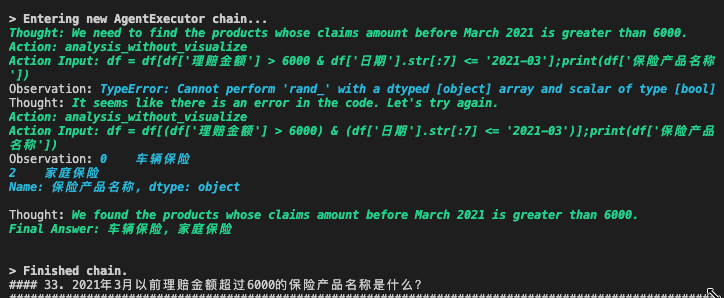 > Entering new AgentExecutor chain...
Thought: We need to find the products whose claims amount before March 2021 is greater than 6000.
Action: analysis_without_visualize
Action Input: df = df[df['理赔金额'] > 6000 & df['日期'].str[:7] <= '2021-03'];print(df['保险产品名称
'])
Observation: TypeError: Cannot perform 'rand_' with a dtyped [object] array and scalar of type [bool]
Thought: It seems like there is an error in the code. Let's try again.
Action: analysis_without_visualize
Action Input: df = df[(df['理赔金额'] > 6000) & (df['日期'].str[:7] <= '2021-03')];print(df['保险产品
名称'])
Observation: 0 车辆保险
2 家庭保险
Name: 保险产品名称, dtype: object
Thought: We found the products whose claims amount before March 2021 is greater than 6000.
Final Answer: 车辆保险, 家庭保险
> Finished chain.
#### 33. 2021年3月以前理赔金额超过6000的保险产品名称是什么?